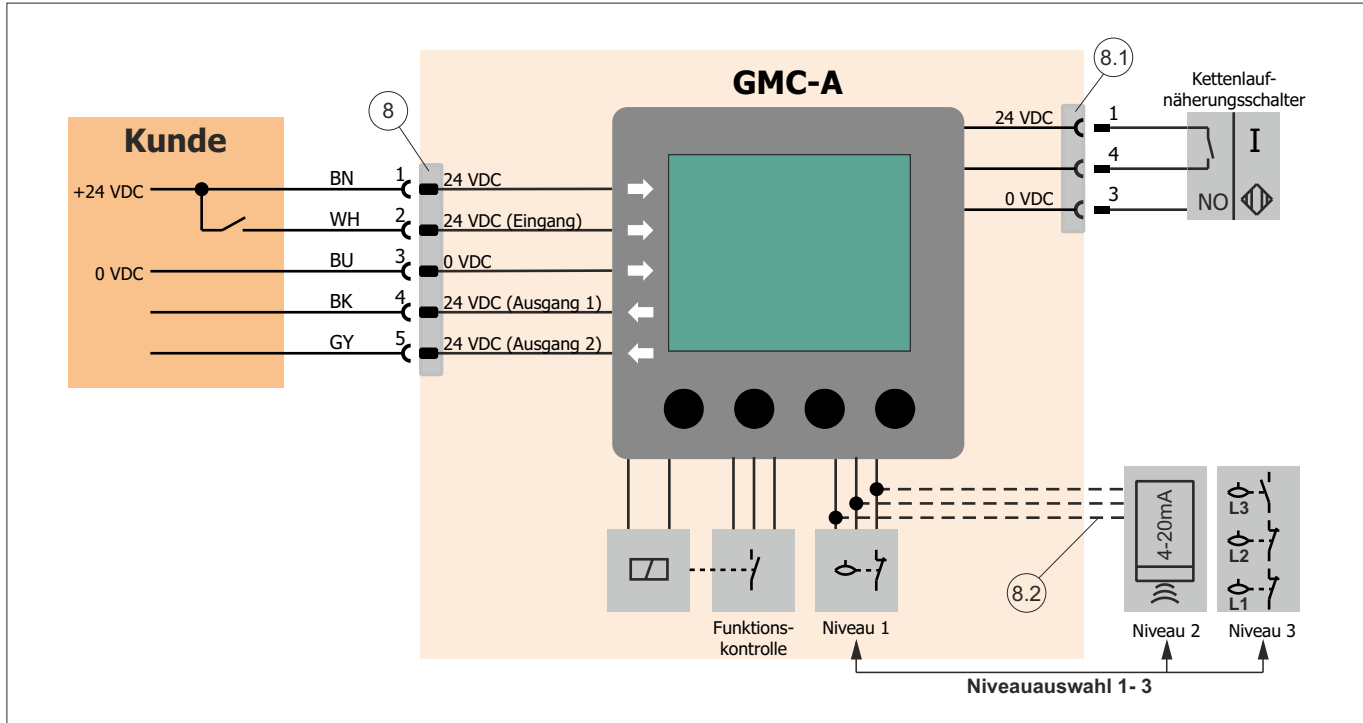 GMC-A
8.1
8
Kettenlauf-
näherungsschalter
Kunde
+24 VDC
0 VDC
BN
1
WH
2
BU
3
BK
4
GY
5
24 VDC
24 VDC (Eingang)
0 VDC
24 VDC (Ausgang 1)
24 VDC (Ausgang 2)
24 VDC
1
4
0 VDC
3
NO
I
Funktions-
kontrolle
Niveau 1
8.2
4-20mA
Niveau 2
L3
L2
L1
Niveau 3
Niveauauswahl 1- 3